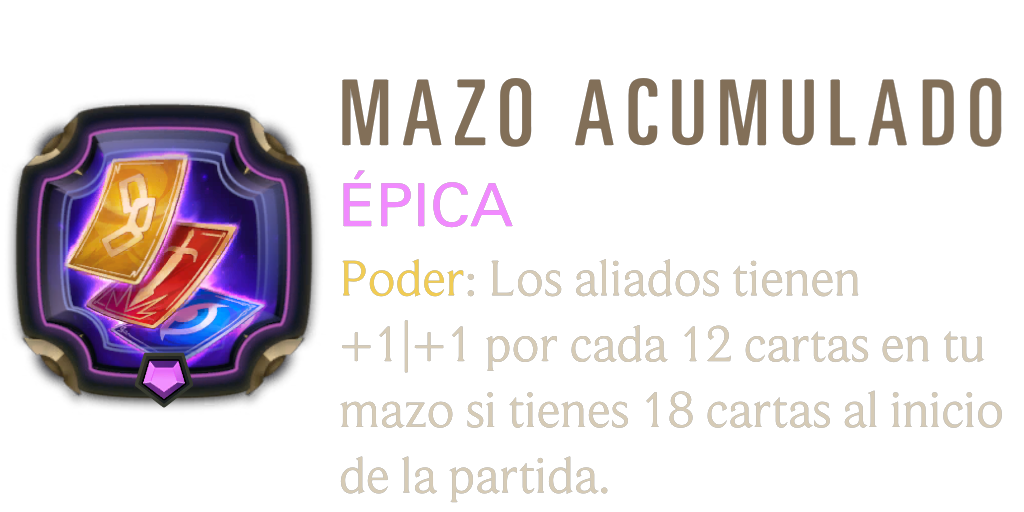 MAZO ACUMULADO
ÉPICA
Poder: Los aliados tienen
+1|+1 por cada 12 cartas en tu
mazo si tienes 18 cartas al inicio
de la partida.